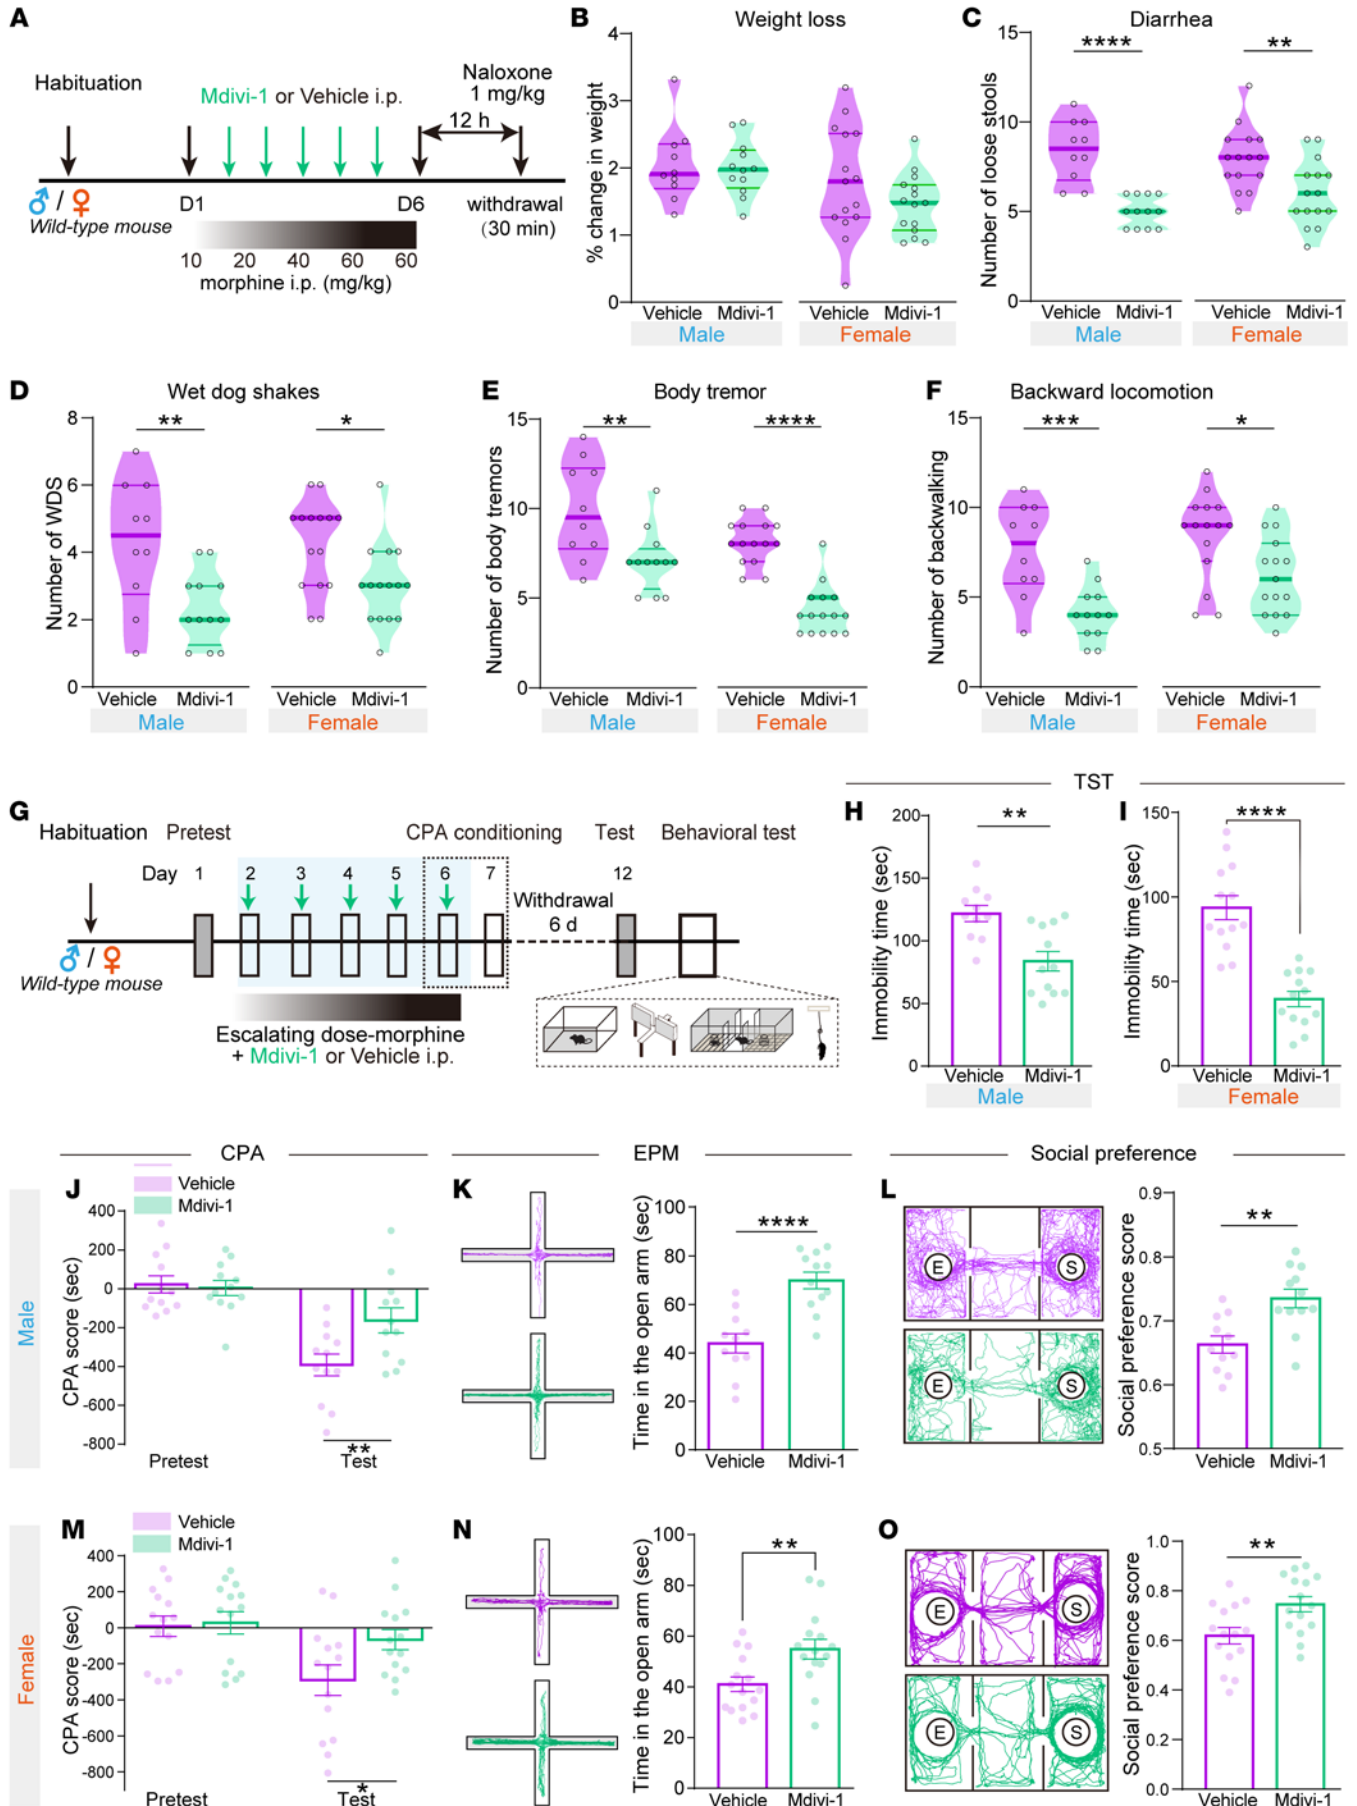 A
Habituation
Mdivi-1 or Vehicle i.p.
Naloxone
1 mg/kg
12 h
♂ / ♀
Wild-type mouse
D1
D6
withdrawal
(30 min)
10 20 40 60 60
morphine i.p. (mg/kg)
B
Weight loss
% change in weight
4
3
2
1
0
Vehicle Mdivi-1 Vehicle Mdivi-1
Male Female
C
Diarrhea
Number of loose stools
15
10
5
0
**** **
Vehicle Mdivi-1 Vehicle Mdivi-1
Male Female
D
Wet dog shakes
Number of WDS
8
6
4
2
0
** *
Vehicle Mdivi-1 Vehicle Mdivi-1
Male Female
E
Body tremor
Number of body tremors
15
10
5
0
** ****
Vehicle Mdivi-1 Vehicle Mdivi-1
Male Female
F
Backward locomotion
Number of backwalking
15
10
5
0
*** *
Vehicle Mdivi-1 Vehicle Mdivi-1
Male Female
G
Habituation Pretest CPA conditioning Test Behavioral test
Day 1 2 3 4 5 6 7 12
Withdrawal
6 d
♂ / ♀
Wild-type mouse
Escalating dose-morphine
+ Mdivi-1 or Vehicle i.p.
TST
H
Immobility time (sec)
200
150
100
50
0
**
Vehicle Mdivi-1
Male
I
Immobility time (sec)
150
100
50
0
****
Vehicle Mdivi-1
Female
CPA
EPM
Social preference
Male
J
Vehicle
Mdivi-1
CPA score (sec)
400
200
0
-200
-400
-600
-800
**
Pretest Test
K
Time in the open arm (sec)
100
80
60
40
20
0
****
Vehicle Mdivi-1
L
E S
E S
Social preference score
0.9
0.8
0.7
0.6
0.5
**
Vehicle Mdivi-1
Female
M
Vehicle
Mdivi-1
CPA score (sec)
400
200
0
-200
-400
-600
-800
*
Pretest Test
N
Time in the open arm (sec)
100
80
60
40
20
0
**
Vehicle Mdivi-1
O
E S
E S
Social preference score
1.0
0.8
0.6
0.4
0.2
0.0
**
Vehicle Mdivi-1